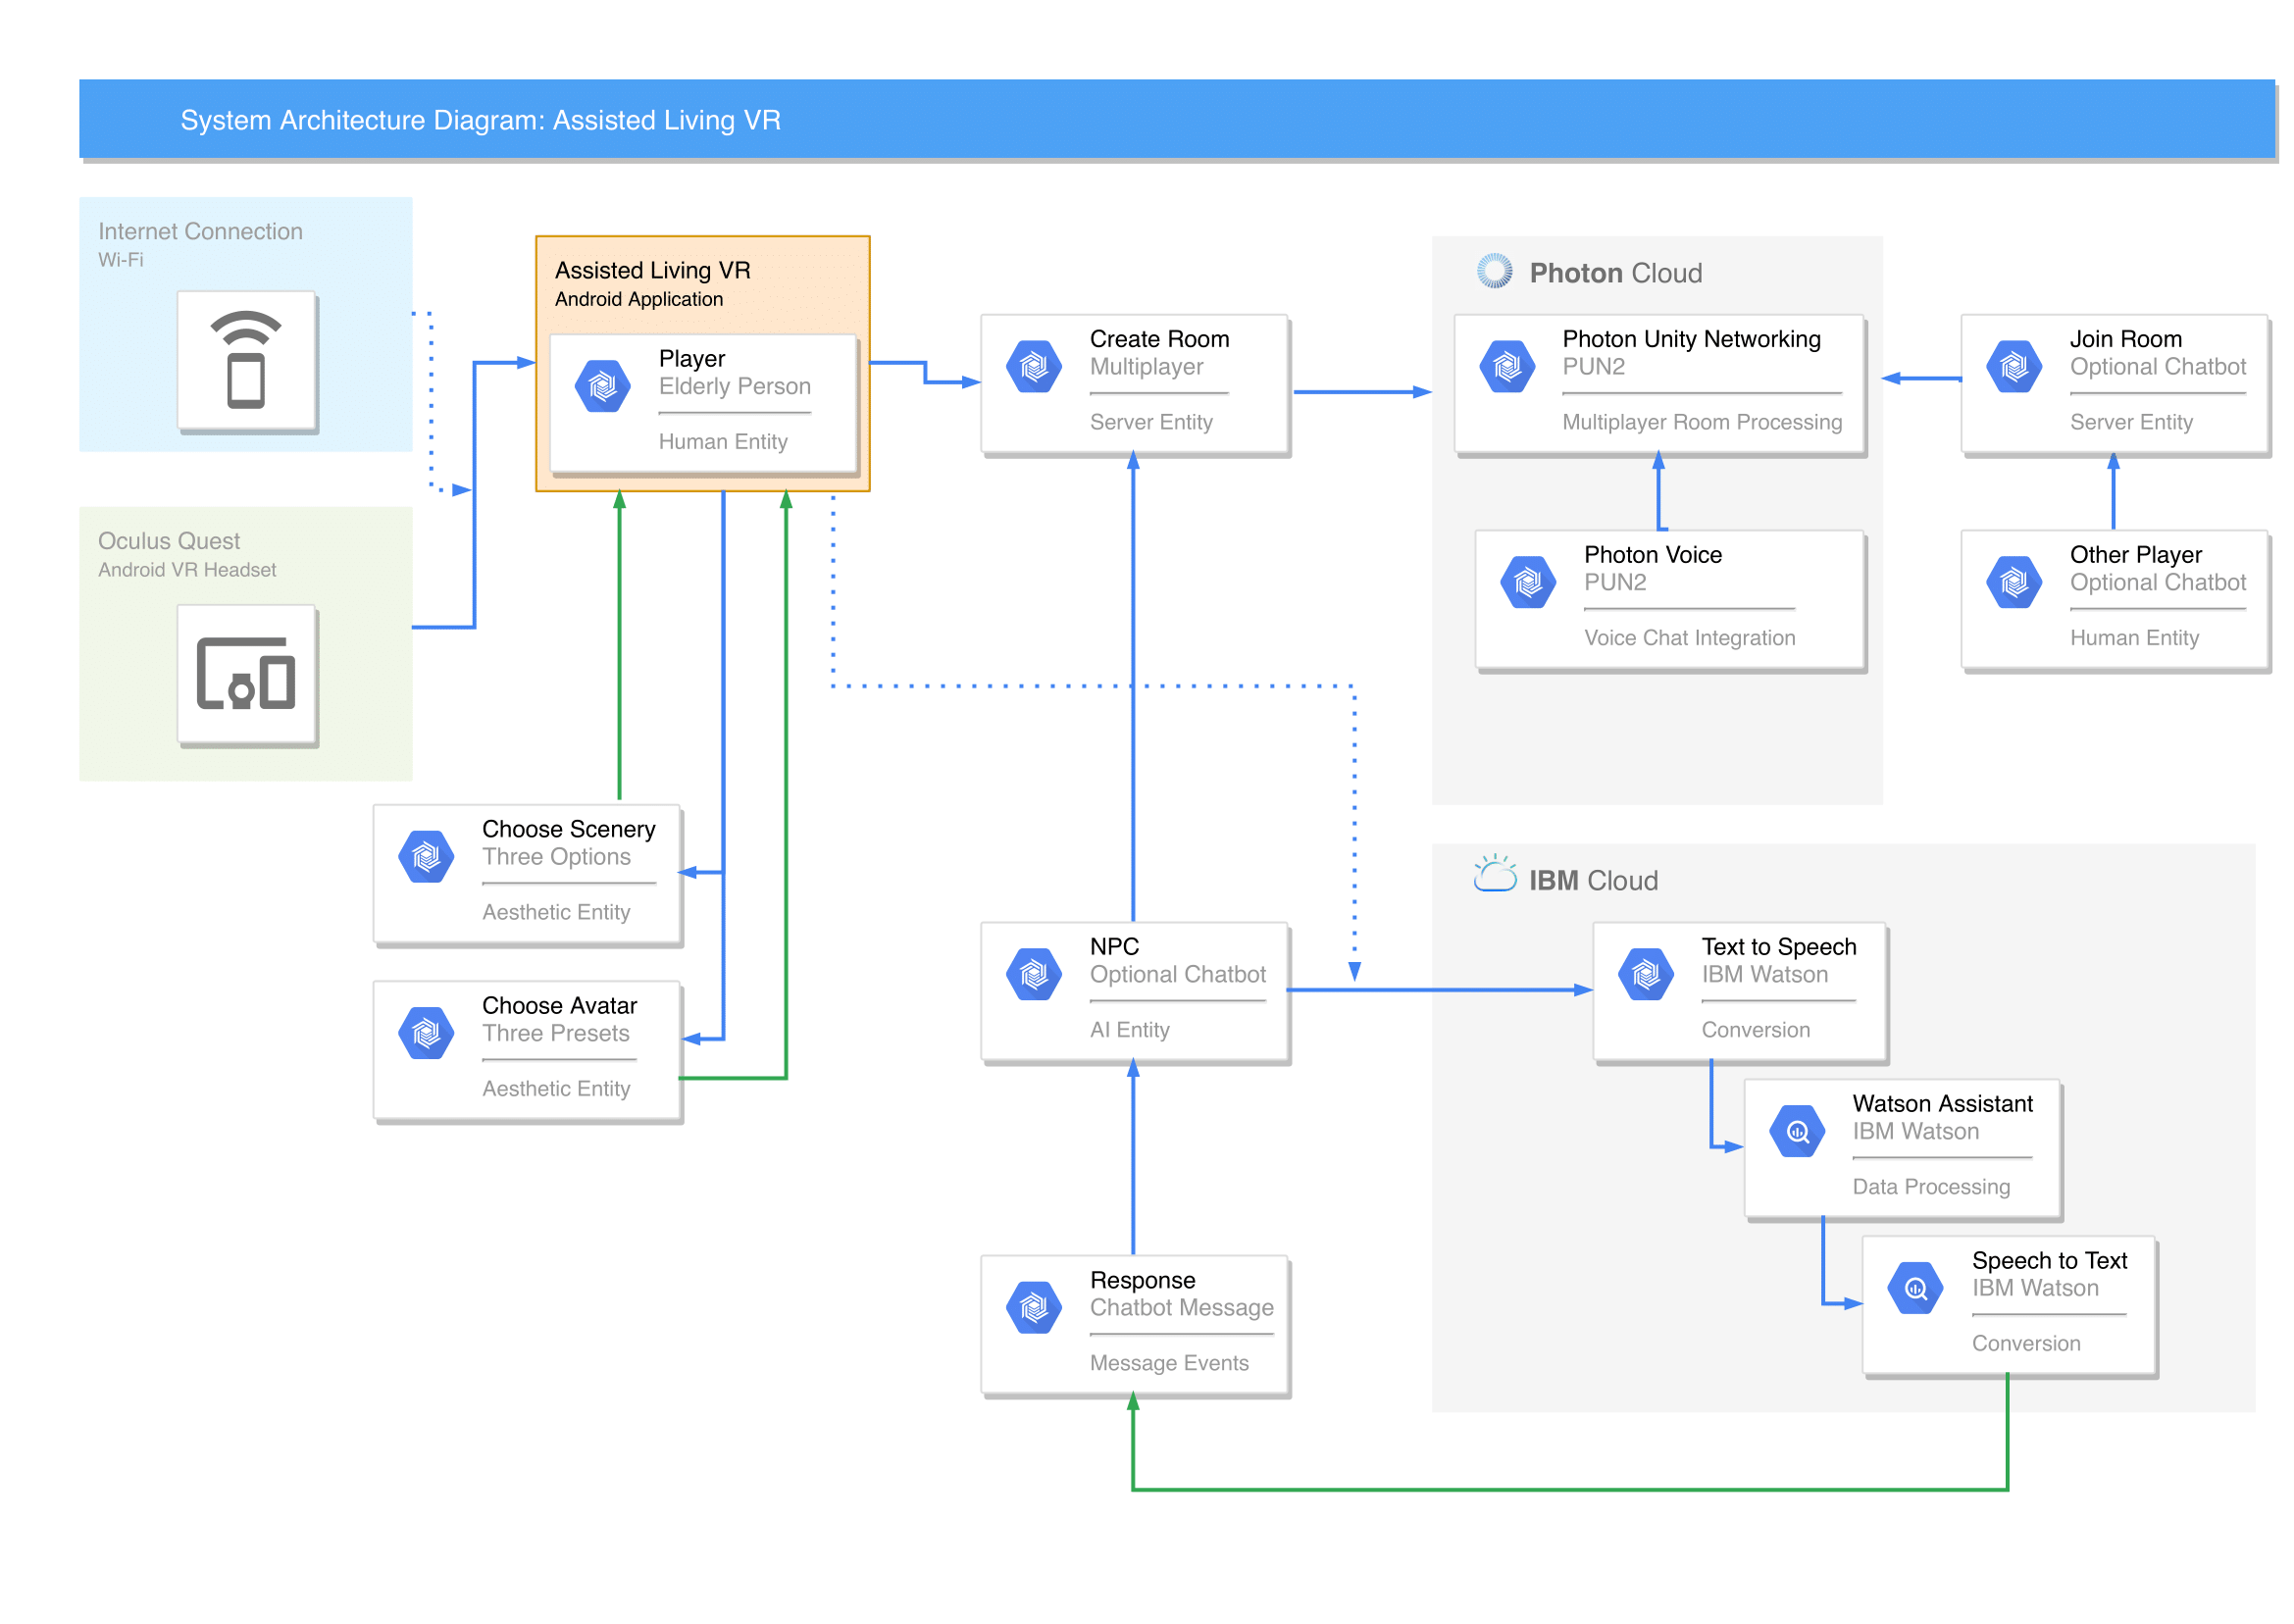 System Architecture Diagram: Assisted Living VR
Internet Connection
Wi-Fi
Oculus Quest
Android VR Headset
Assisted Living VR
Android Application
Player
Elderly Person
Human Entity
Choose Scenery
Three Options
Aesthetic Entity
Choose Avatar
Three Presets
Aesthetic Entity
Create Room
Multiplayer
Server Entity
NPC
Optional Chatbot
AI Entity
Response
Chatbot Message
Message Events
Photon Cloud
Photon Unity Networking
PUN2
Multiplayer Room Processing
Photon Voice
PUN2
Voice Chat Integration
Join Room
Optional Chatbot
Server Entity
Other Player
Optional Chatbot
Human Entity
IBM Cloud
Text to Speech
IBM Watson
Conversion
Watson Assistant
IBM Watson
Data Processing
Speech to Text
IBM Watson
Conversion